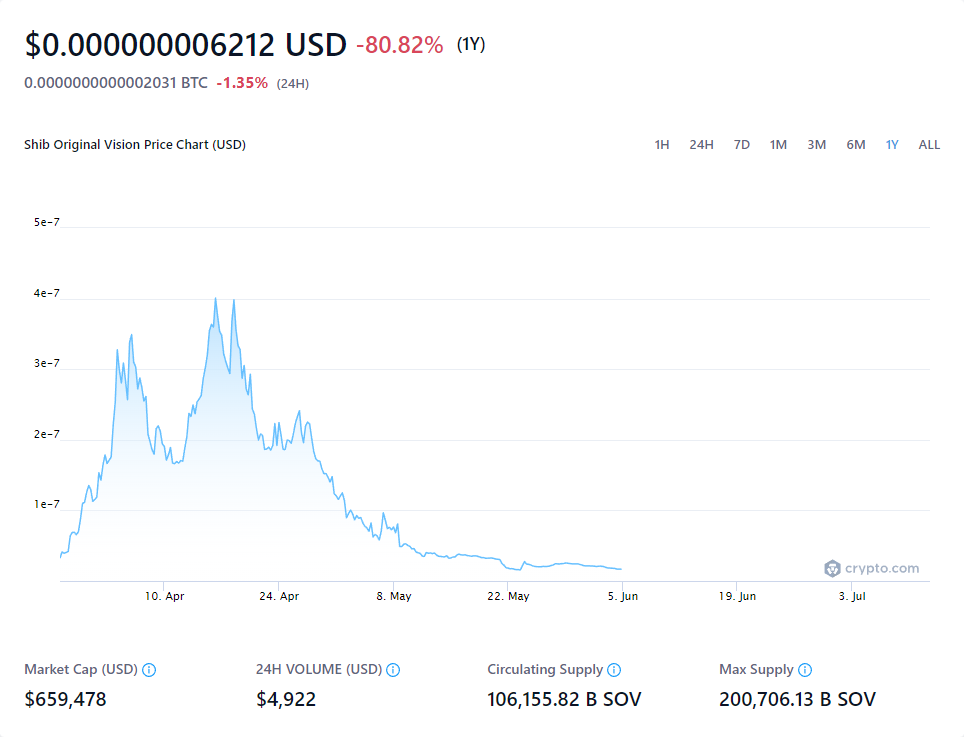 $0.000000006212 USD -80.82% (1Y)
0.0000000000002031 BTC -1.35% (24H)
Shib Original Vision Price Chart (USD) 1H 24H 7D 1M 3M 6M 1Y ALL
5e-7
4e-7
3e-7
2e-7
1e-7
crypto.com
10. Apr 24. Apr 8. May 22. May 5. Jun 19. Jun 3. Jul
Market Cap (USD) 24H VOLUME (USD) Circulating Supply Max Supply
$659,478 $4,922 106,155.82 B SOV 200,706.13 B SOV